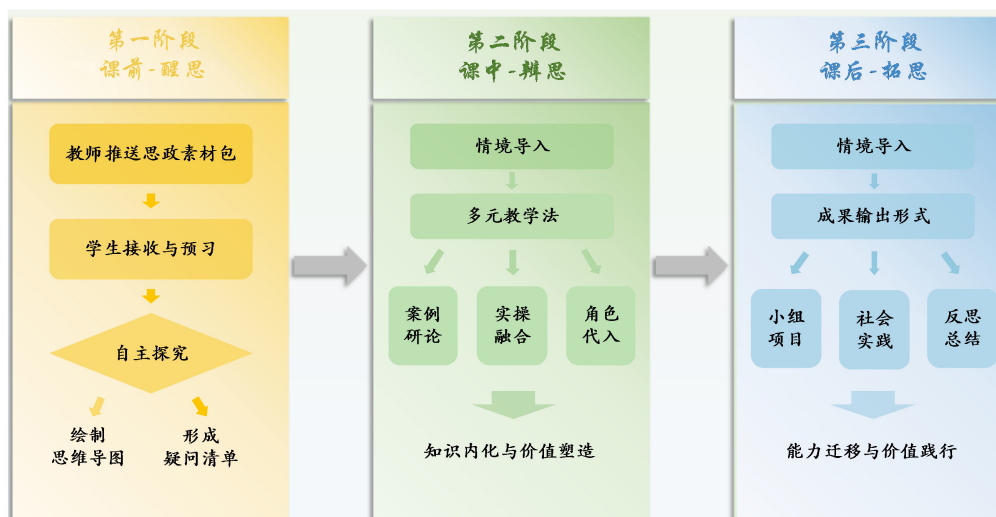 第一阶段
课前-醒思
教师推送思政素材包
学生接收与预习
自主探究
绘制
思维导图
形成
疑问清单
第二阶段
课中-辨思
情境导入
多元教学法
案例
研论
实操
融合
角色
代入
知识内化与价值塑造
第三阶段
课后-拓思
情境导入
成果输出形式
小组
项目
社会
实践
反思
总结
能力迁移与价值践行